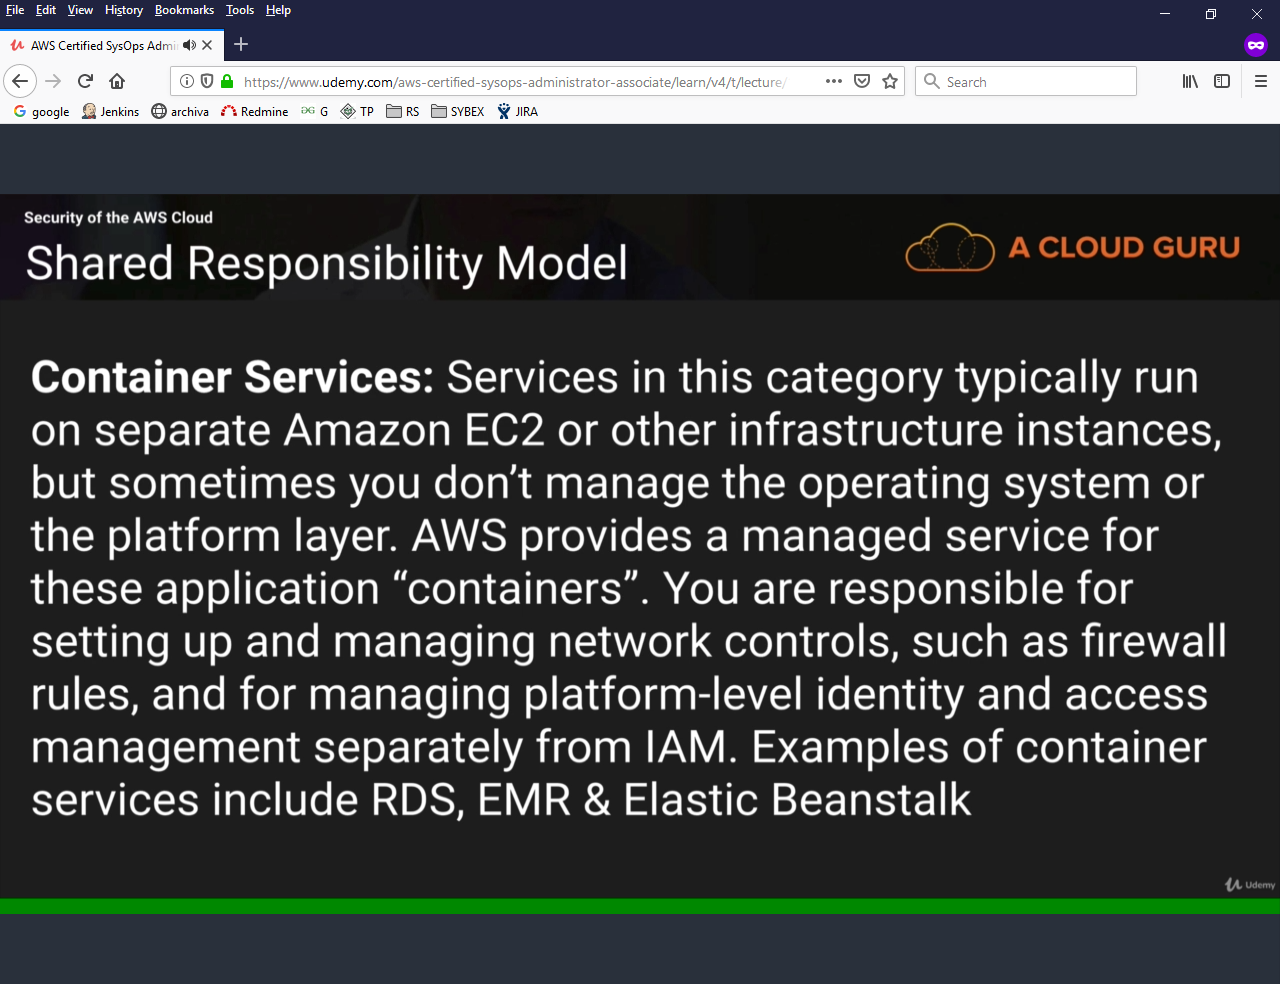 File Edit View History Bookmarks Tools Help
AWS Certified SysOps Admi
https://www.udemy.com/aws-certified-sysops-administrator-associate/learn/v4/t/lecture/
Search
google Jenkins archiva Redmine G TP RS SYBEX JIRA
Security of the AWS Cloud
Shared Responsibility Model
A CLOUD GURU
Container Services: Services in this category typically run
on separate Amazon EC2 or other infrastructure instances,
but sometimes you don’t manage the operating system or
the platform layer. AWS provides a managed service for
these application “containers”. You are responsible for
setting up and managing network controls, such as firewall
rules, and for managing platform-level identity and access
management separately from IAM. Examples of container
services include RDS, EMR & Elastic Beanstalk
Udemy